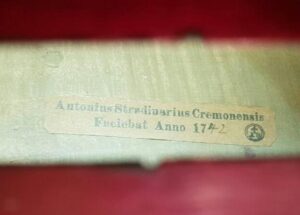 Antonius Stradiuarius Cremonensis
Faciebat Anno 1742